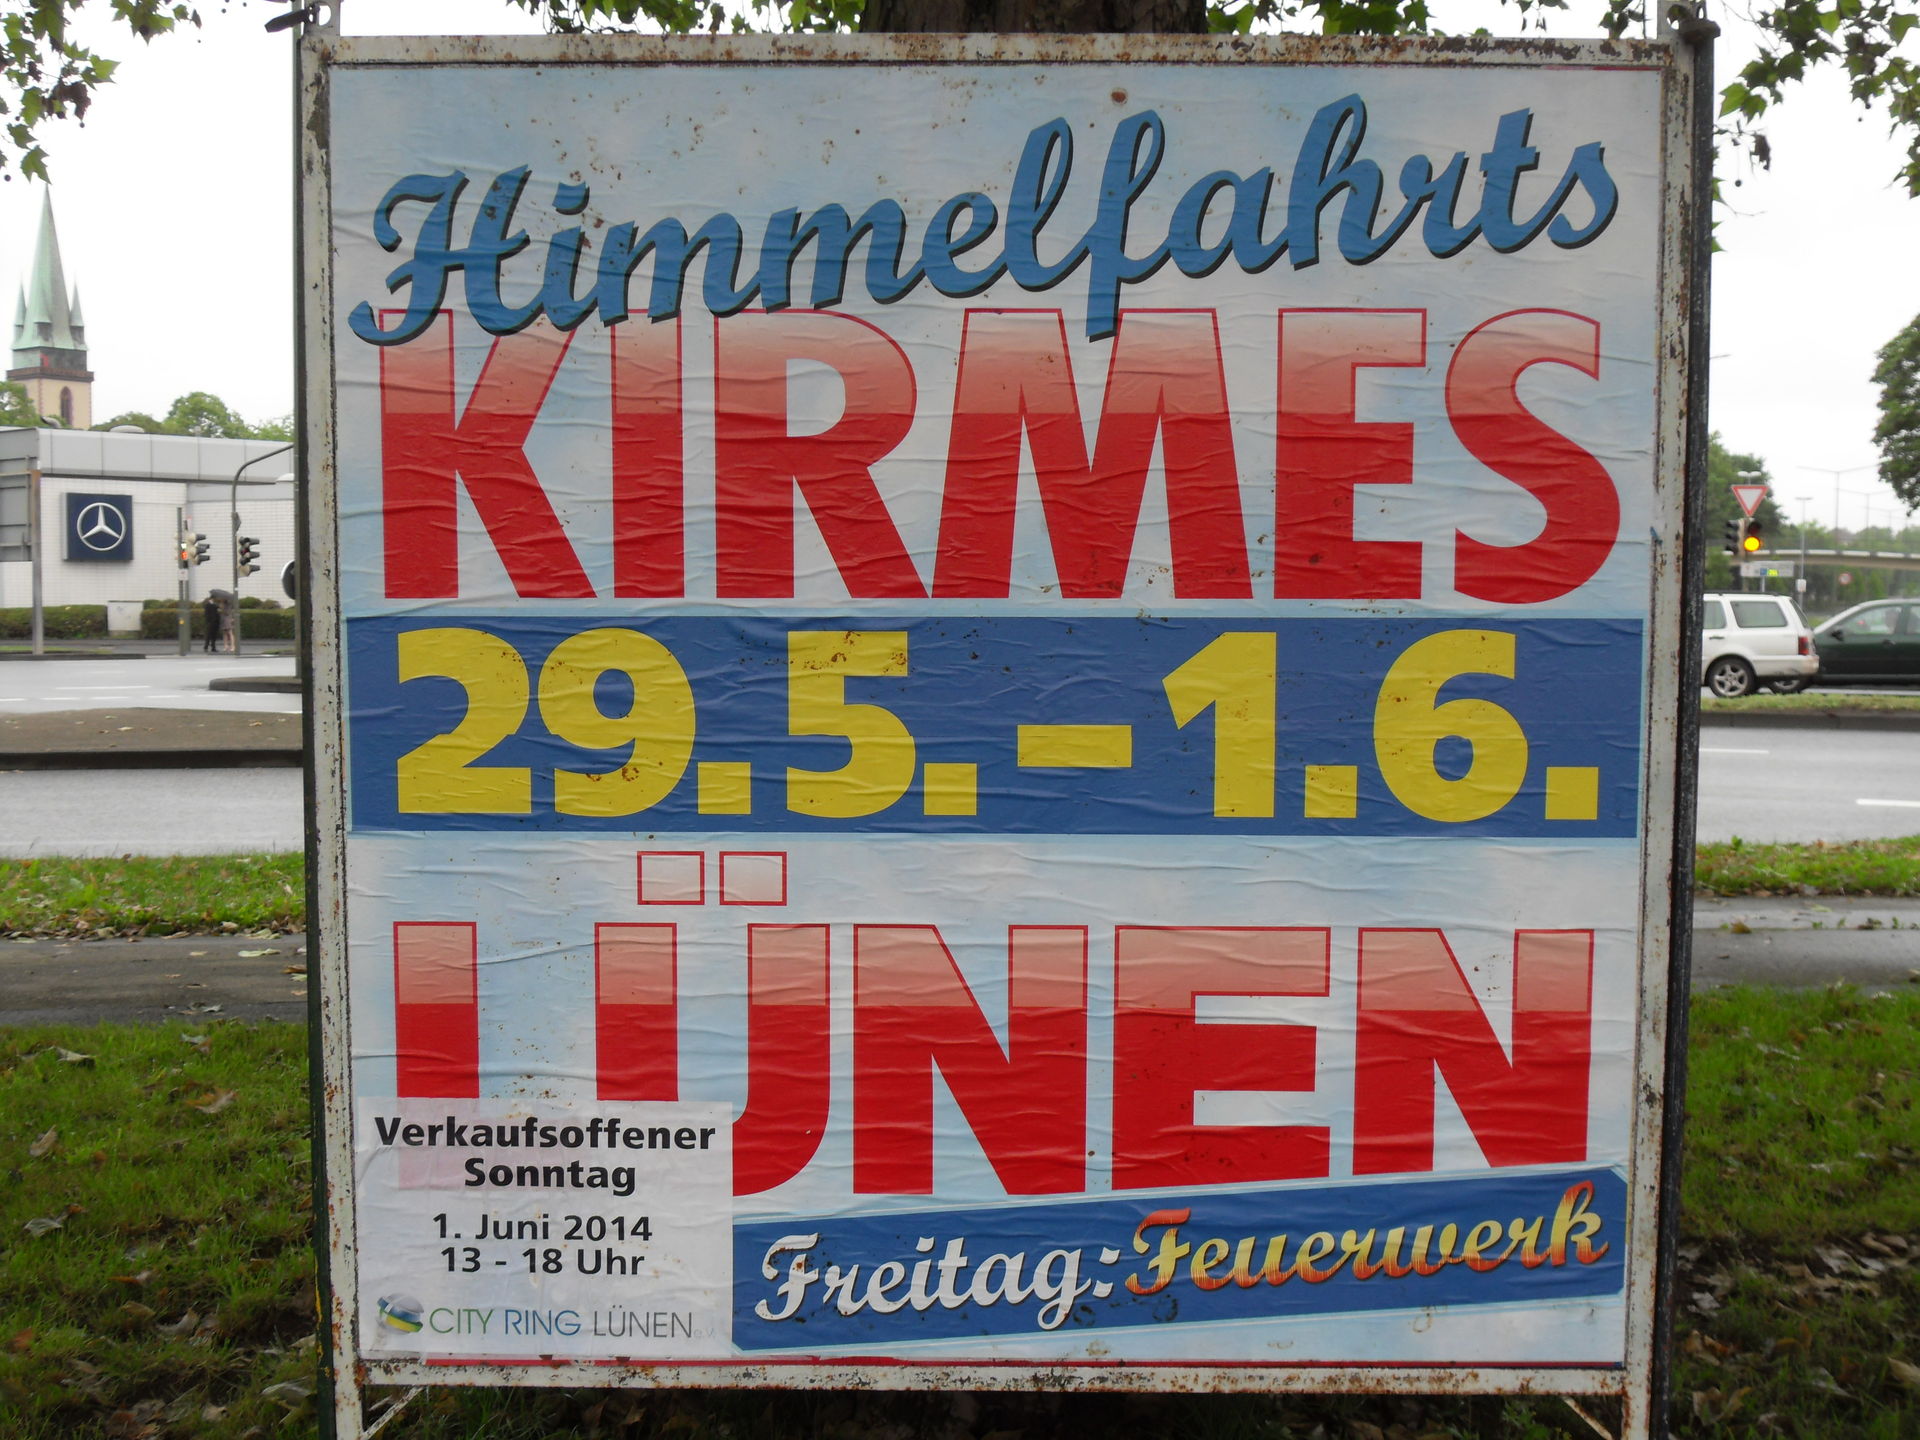 Himmelfahrts
KIRMES
29.5.-1.6.
LÜNEN
Verkaufsoffener
Sonntag
1. Juni 2014
13 - 18 Uhr
CITY RING LÜNEN e.V.
Freitag: Feuerwerk